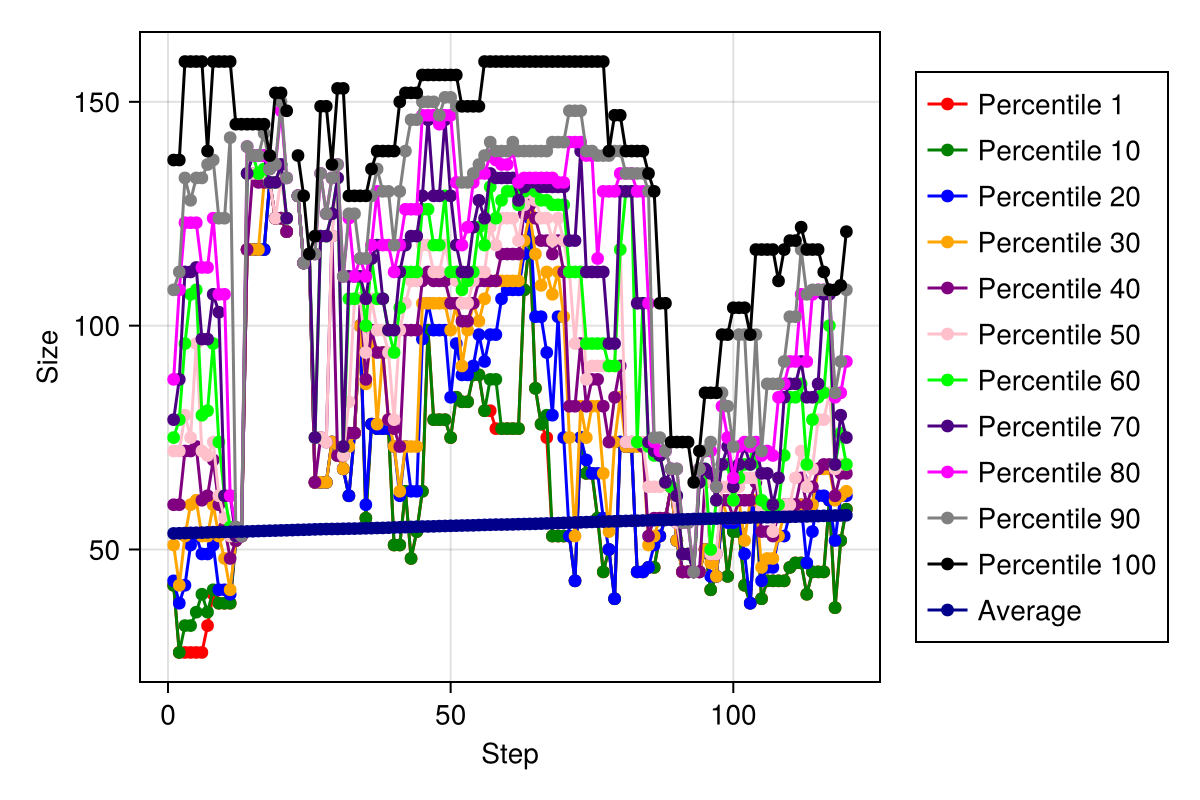 150
100
50
0
50
100
Size
Step
Percentile 1
Percentile 10
Percentile 20
Percentile 30
Percentile 40
Percentile 50
Percentile 60
Percentile 70
Percentile 80
Percentile 90
Percentile 100
Average